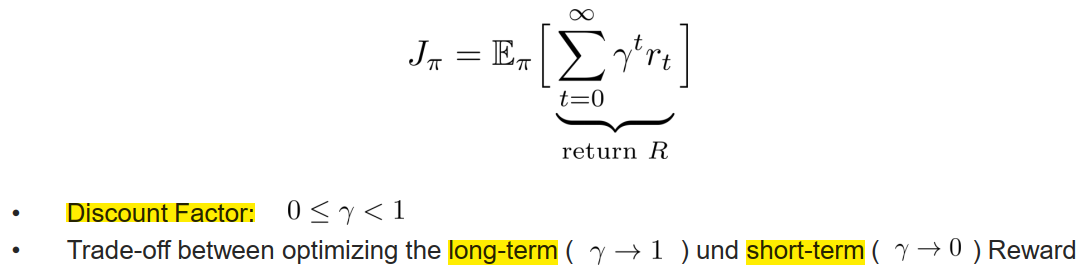 J_π = 𝔼_π [ ∑_{t=0}^{∞} γ^t r_t ]
return R
• Discount Factor: 0 ≤ γ < 1
• Trade-off between optimizing the long-term ( γ → 1 ) und short-term ( γ → 0 ) Reward